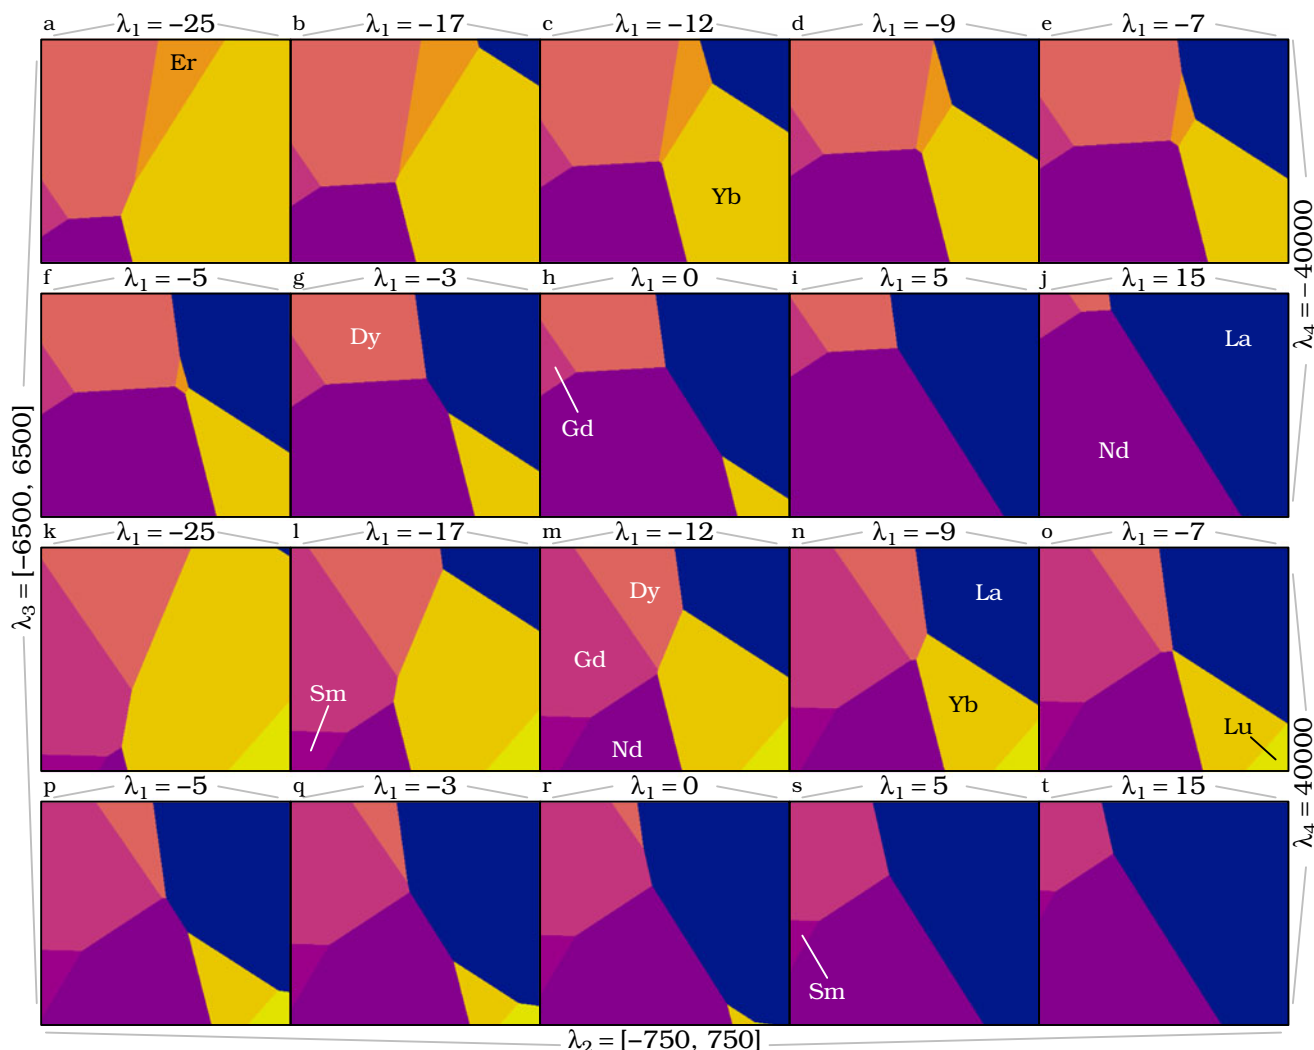 a λ1 = −25 b λ1 = −17 c λ1 = −12 d λ1 = −9 e λ1 = −7
Er
Yb
f λ1 = −5 g λ1 = −3 h λ1 = 0 i λ1 = 5 j λ1 = 15
Dy
La
Gd
Nd
k λ1 = −25 l λ1 = −17 m λ1 = −12 n λ1 = −9 o λ1 = −7
Dy
La
Gd
Sm
Yb
Lu
Nd
p λ1 = −5 q λ1 = −3 r λ1 = 0 s λ1 = 5 t λ1 = 15
Sm
λ2 = [−750, 750]
λ3 = [−6500, 6500]
λ4 = −40000
λ4 = 40000